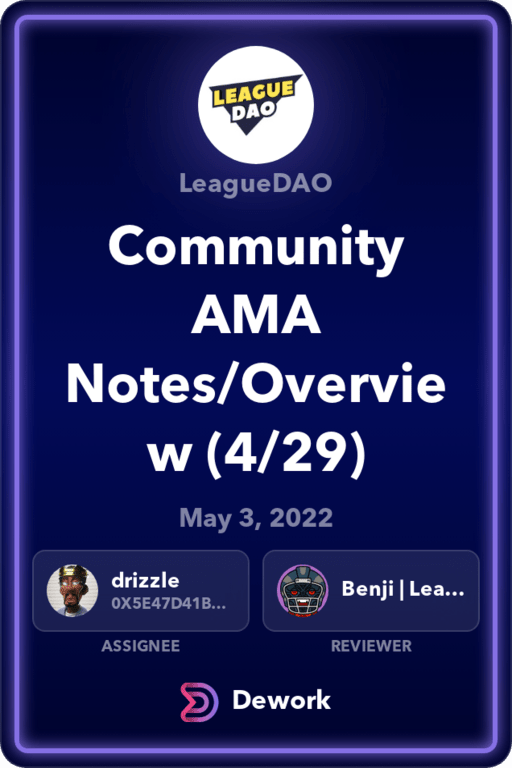 LEAGUE
DAO
LeagueDAO
Community
AMA
Notes/Overvie
w (4/29)
May 3, 2022
drizzle
0X5E47D41B...
Benji | Lea...
ASSIGNEE
REVIEWER
Dework